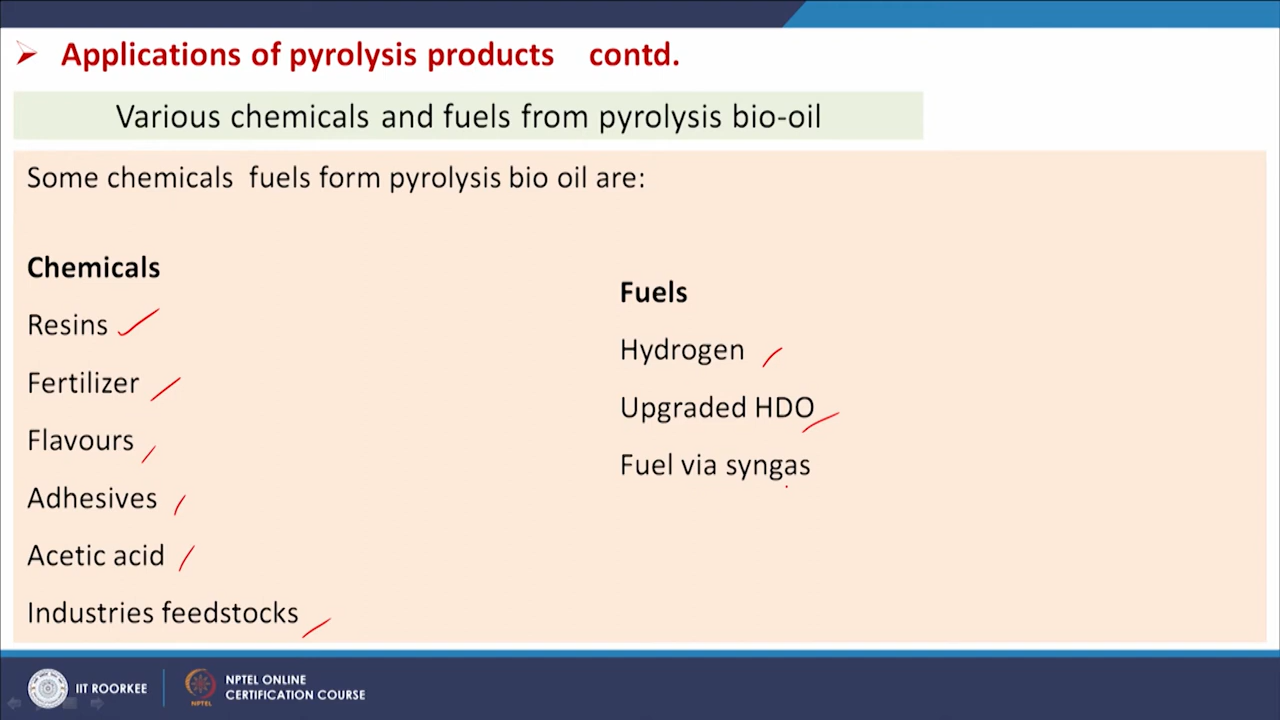 Applications of pyrolysis products contd.
Various chemicals and fuels from pyrolysis bio-oil
Some chemicals fuels form pyrolysis bio oil are:
Chemicals
Resins
Fertilizer
Flavours
Adhesives
Acetic acid
Industries feedstocks
Fuels
Hydrogen
Upgraded HDO
Fuel via syngas
IIT ROORKEE
NPTEL
NPTEL ONLINE
CERTIFICATION COURSE